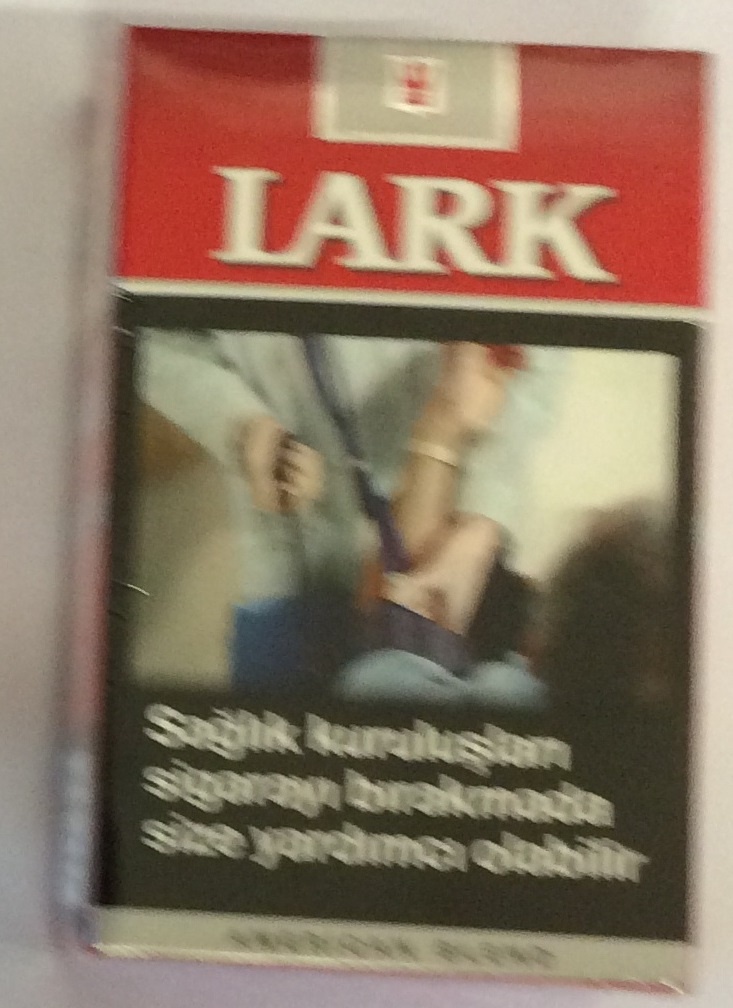 LARK
Sağlık kuruluşları
sigarayı bırakmada
size yardımcı olabilir
AMERICAN BLEND